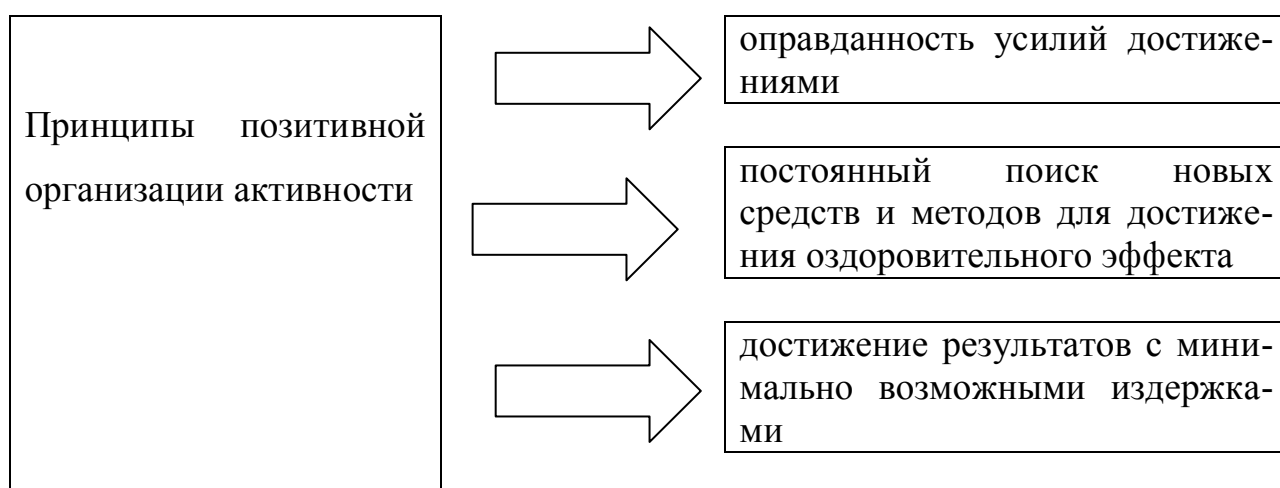 Принципы позитивной
организации активности
оправданность усилий достиже-
ниями
постоянный поиск новых
средств и методов для достиже-
ния оздоровительного эффекта
достижение результатов с мини-
мально возможными издержка-
ми